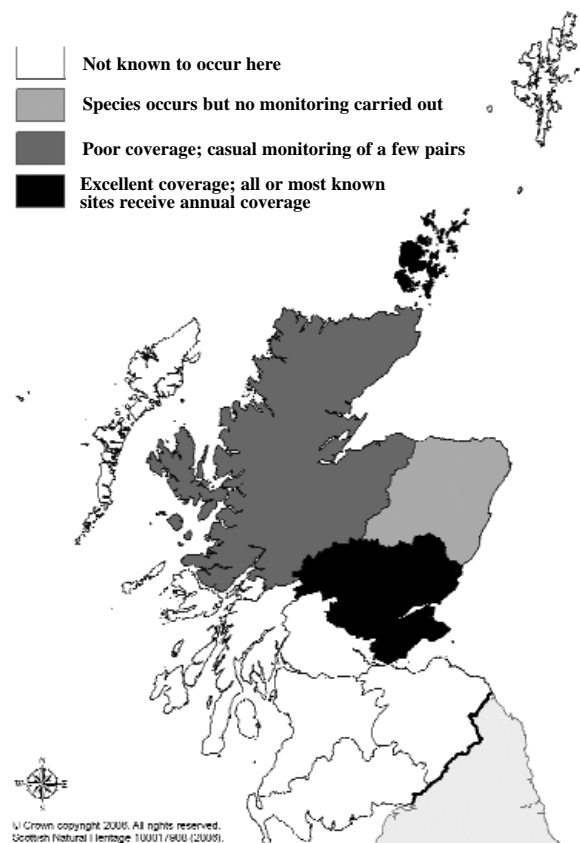 Not known to occur here
Species occurs but no monitoring carried out
Poor coverage; casual monitoring of a few pairs
Excellent coverage; all or most known
sites receive annual coverage
N
W E
S
© Crown copyright 2006. All rights reserved.
Scottish Natural Heritage 100017908 (2006).